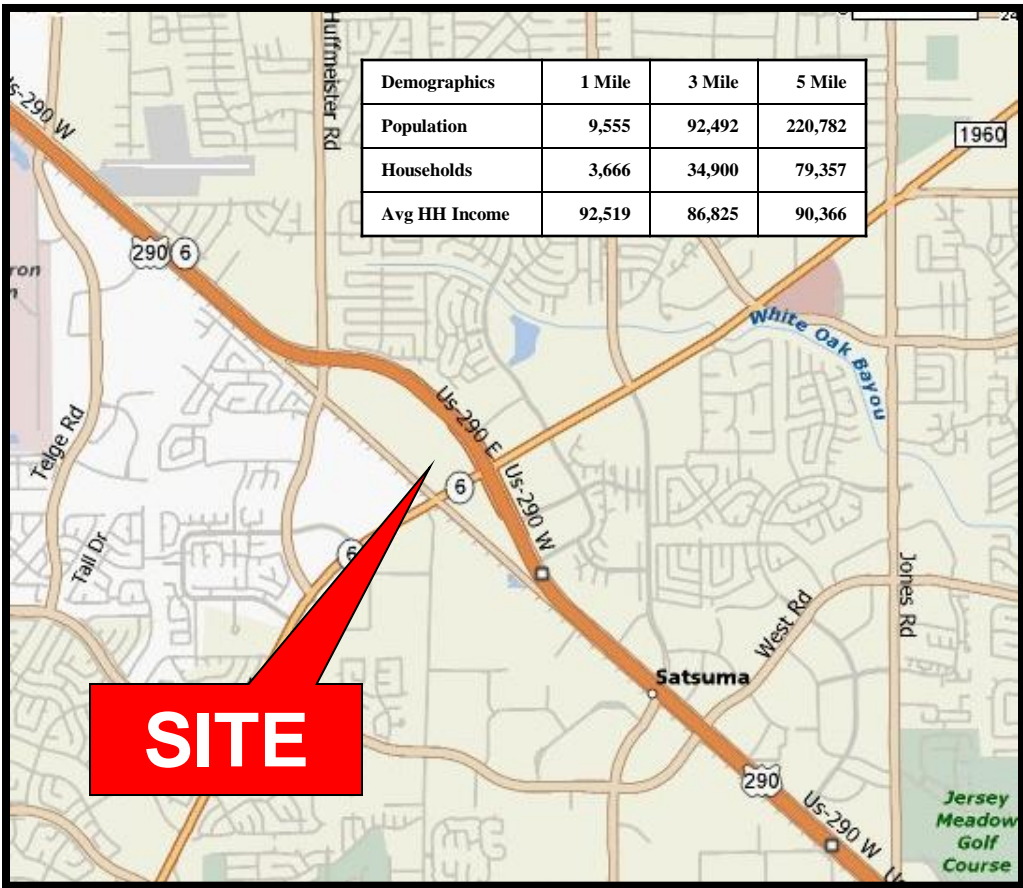 24
Huffmeister Rd
Demographics 1 Mile 3 Mile 5 Mile
Population 9,555 92,492 220,782
Households 3,666 34,900 79,357
Avg HH Income 92,519 86,825 90,366
1960
Us-290 W
290 6
ron
n
White Oak Bayou
Us-290 E
Telge Rd
Us-290 W
6
6
Tall Dr
Jones Rd
West Rd
Satsuma
SITE
290
Us-290 W
Jersey
Meadow
Golf
Course
Us-